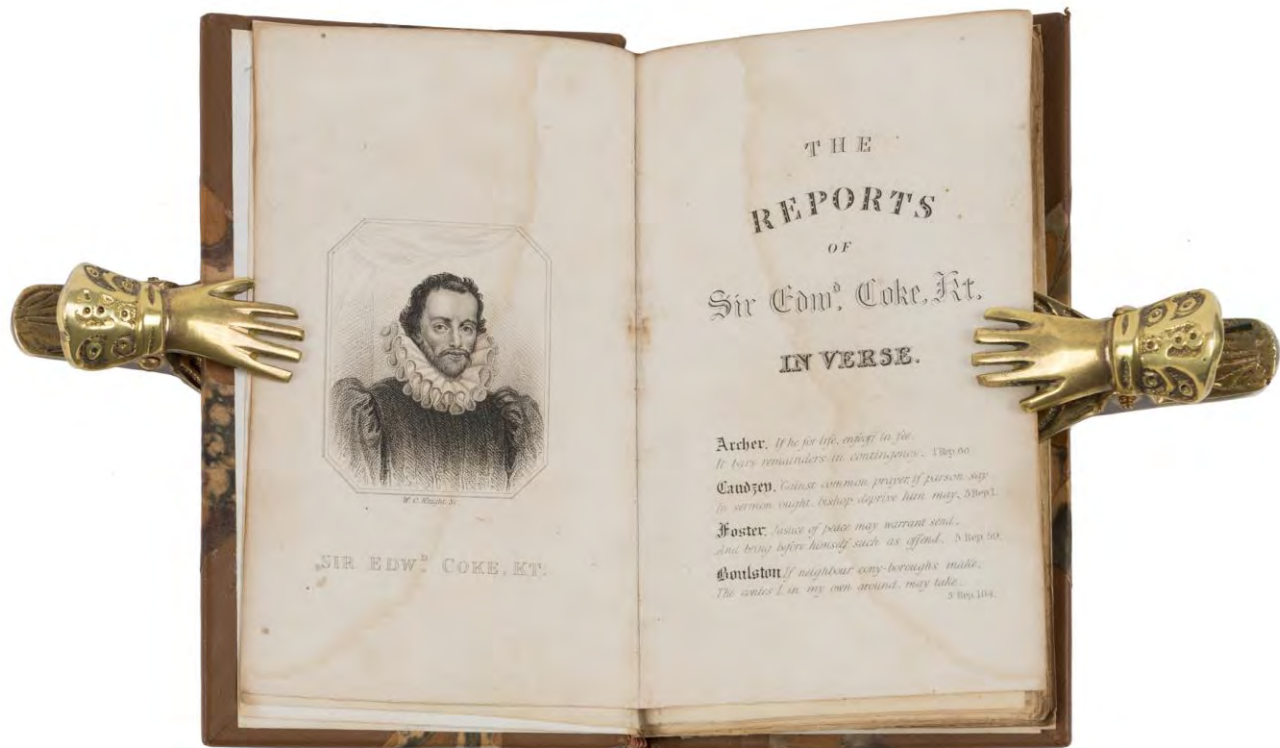 W. C. Wright Sc.
SIR EDWD. COKE, KT.
THE
REPORTS
OF
Sir Edwd. Coke, Kt.
IN VERSE.
Archer. If he for life, enfeoff in fee.
It bars remainders in contingency. 1 Rep. 60.
Caudrey. 'Gainst common prayer, if parson say
In sermon ought, bishop deprive him may. 5 Rep. 1.
Foster. Justice of peace may warrant send,
And bring before himself such as offend. 5 Rep. 59.
Boulston. If neighbour cony-boroughs make,
The conies I, in my own ground, may take.
5 Rep. 104.